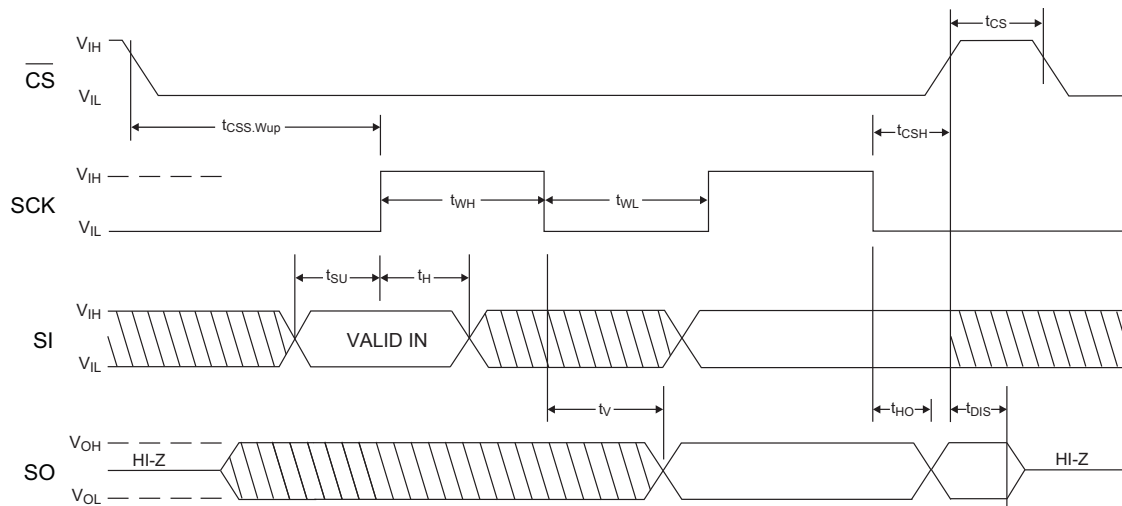 tCS
VIH
CS
VIL
tCSS.Wup
tCSH
VIH
SCK
tWH
tWL
VIL
tSU
tH
VIH
SI
VALID IN
VIL
tV
tHO
tDIS
VOH
SO
HI-Z
HI-Z
VOL